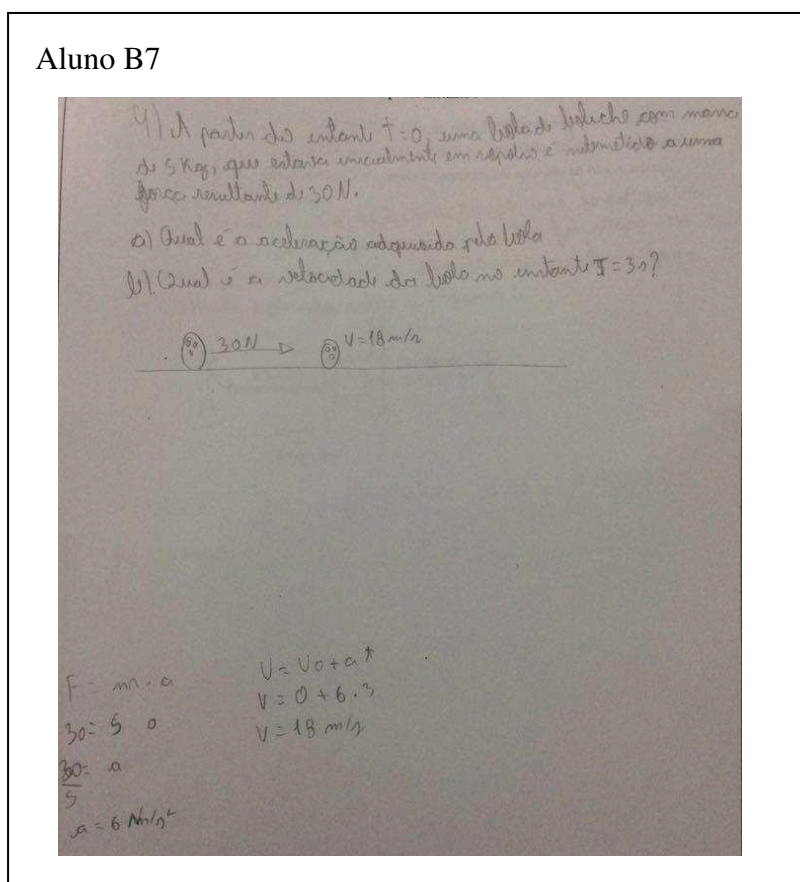 Aluno B7
4) A partir do intante t=0, uma bola de boliche com massa
de 5 Kg, que estava inicialmente em repouso é submetido a uma
força resultante de 30N.
a) Qual é a aceleração adquirida pela bola
b) Qual é a velocidade da bola no instante T=3s?
30N V=18 m/s
F = m . a
30= 5 a
30= a
5
a = 6 m/s²
V = Vo + a t
V = 0 + 6 . 3
V = 18 m/s